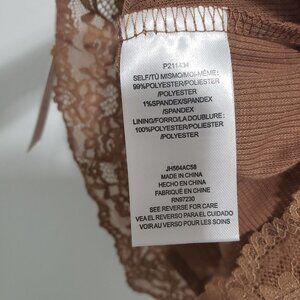 P211434
SELF/TÚ MISMO/MOI-MÊME:
99%POLYESTER/POLIESTER
/POLYESTER
1%SPANDEX/SPANDEX
/SPANDEX
LINING/FORRO/LA DOUBLURE:
100%POLYESTER/POLIESTER
/POLYESTER
JH504AC58
MADE IN CHINA
HECHO EN CHINA
FABRIQUÉ EN CHINE
RN97230
SEE REVERSE FOR CARE
VEA EL REVERSO PARA EL CUIDADO
VOIR AU VERSO POUR LES SOINS